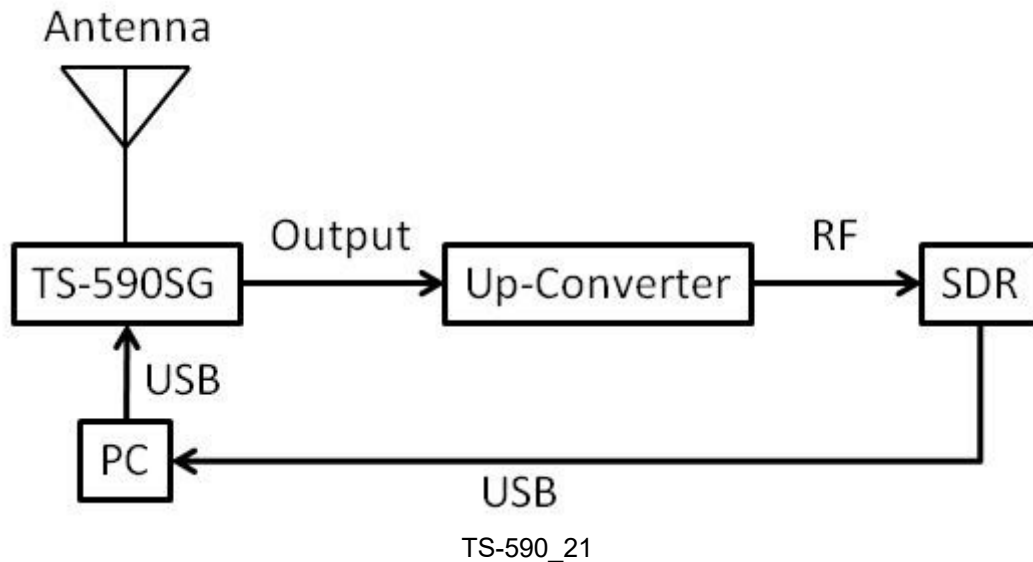 Antenna
Output
RF
TS-590SG
Up-Converter
SDR
USB
PC
USB
TS-590_21